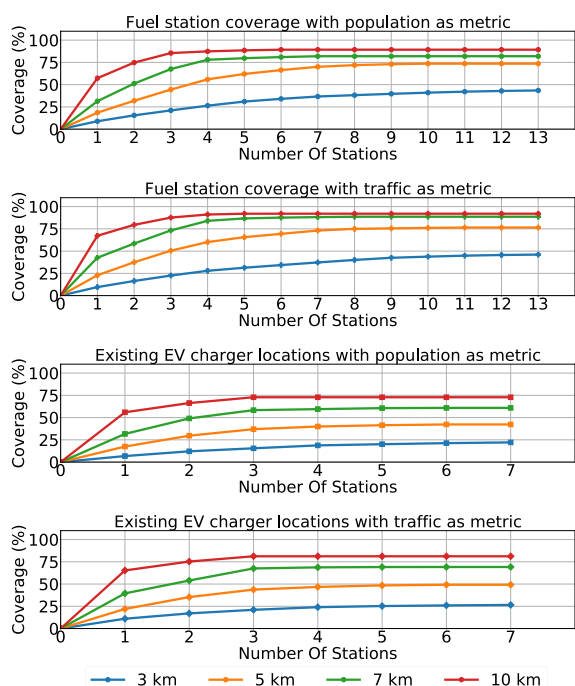 Fuel station coverage with population as metric
100
75
50
25
0
Coverage (%)
0 1 2 3 4 5 6 7 8 9 10 11 12 13
Number Of Stations
Fuel station coverage with traffic as metric
100
75
50
25
0
Coverage (%)
0 1 2 3 4 5 6 7 8 9 10 11 12 13
Number Of Stations
Existing EV charger locations with population as metric
100
75
50
25
0
Coverage (%)
0 1 2 3 4 5 6 7
Number Of Stations
Existing EV charger locations with traffic as metric
100
75
50
25
0
Coverage (%)
0 1 2 3 4 5 6 7
Number Of Stations
3 km 5 km 7 km 10 km